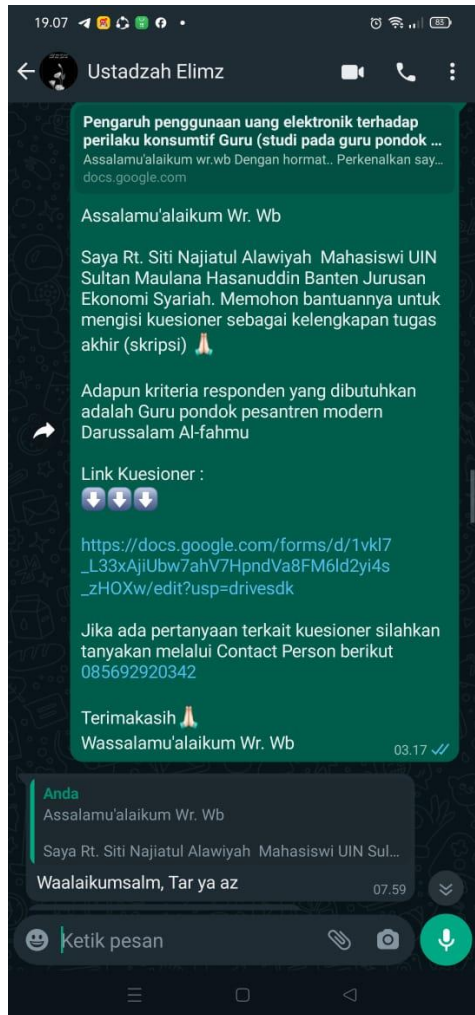 19.07
83
Ustadzah Elimz
Pengaruh penggunaan uang elektronik terhadap
perilaku konsumtif Guru (studi pada guru pondok ...
Assalamu'alaikum wr.wb Dengan hormat.. Perkenalkan say...
docs.google.com
Assalamu'alaikum Wr. Wb
Saya Rt. Siti Najiatul Alawiyah Mahasiswi UIN
Sultan Maulana Hasanuddin Banten Jurusan
Ekonomi Syariah. Memohon bantuannya untuk
mengisi kuesioner sebagai kelengkapan tugas
akhir (skripsi) 🙏🏻
Adapun kriteria responden yang dibutuhkan
adalah Guru pondok pesantren modern
Darussalam Al-fahmu
Link Kuesioner :
⬇️⬇️⬇️
https://docs.google.com/forms/d/1vkl7
_L33xAjiUbw7ahV7HpndVa8FM6ld2yi4s
_zHOXw/edit?usp=drivesdk
Jika ada pertanyaan terkait kuesioner silahkan
tanyakan melalui Contact Person berikut
085692920342
Terimakasih 🙏🏻
Wassalamu'alaikum Wr. Wb
03.17
Anda
Assalamu'alaikum Wr. Wb
Saya Rt. Siti Najiatul Alawiyah Mahasiswi UIN Sul...
Waalaikumsalm, Tar ya az
07.59
Ketik pesan